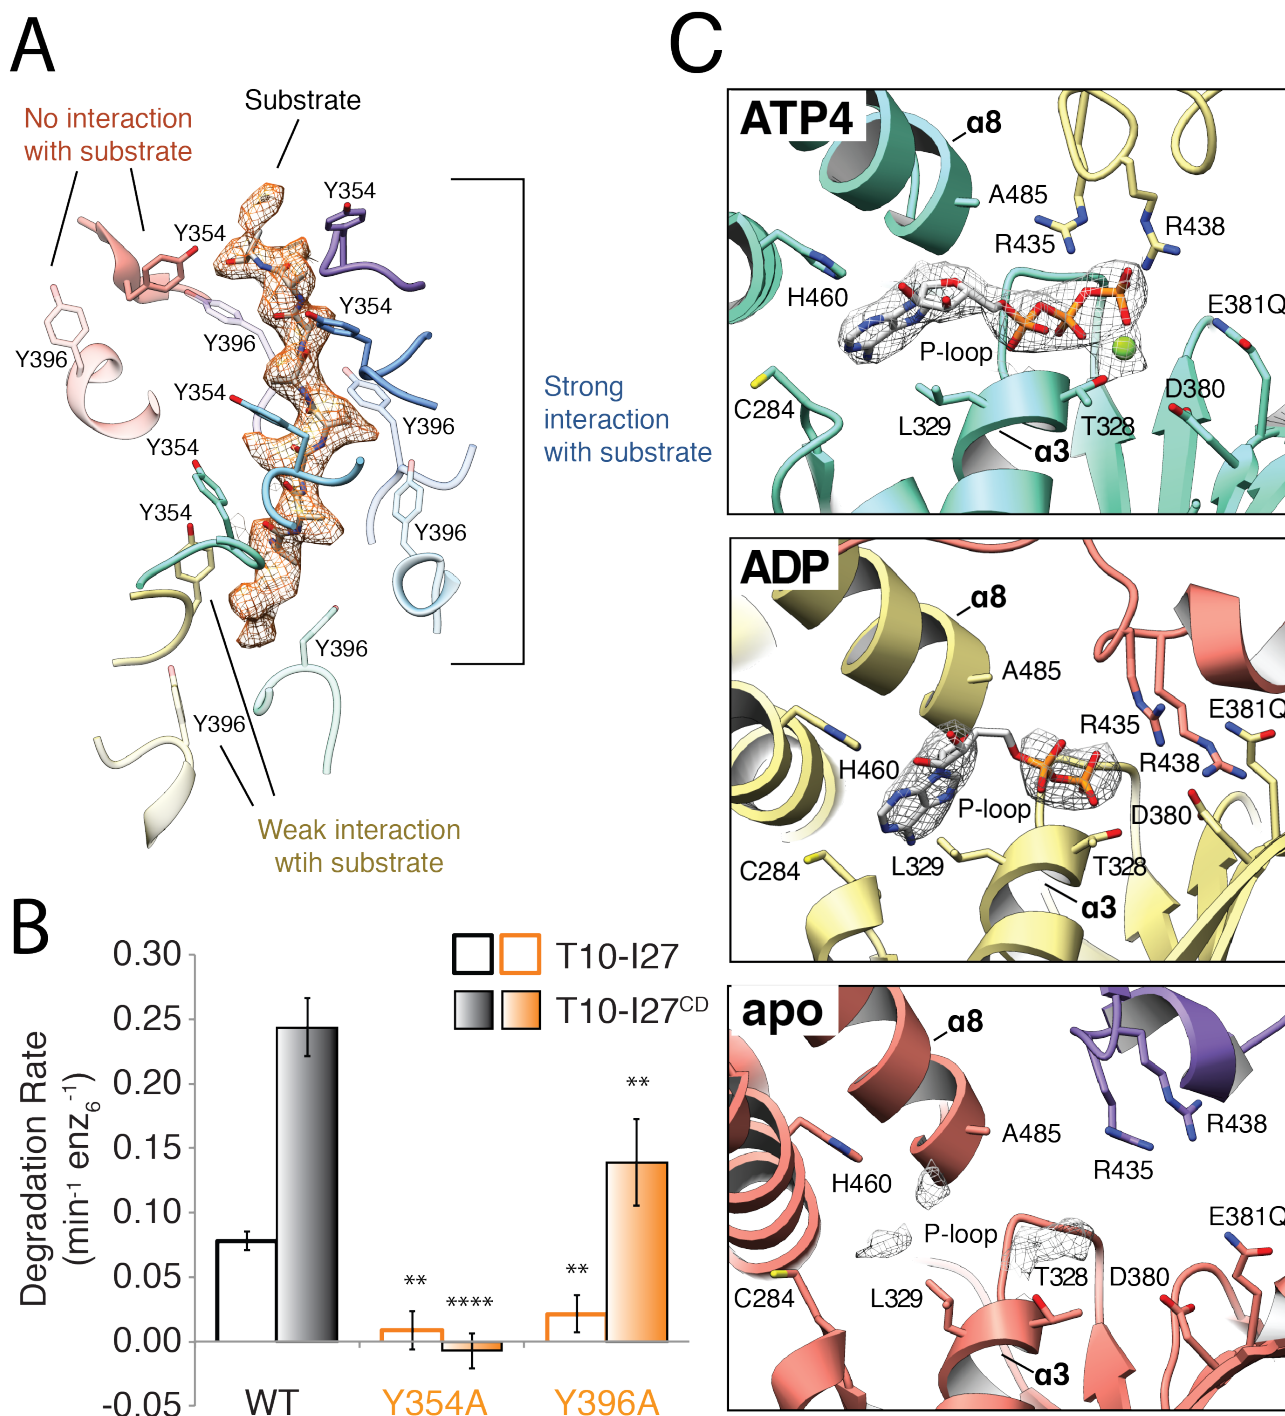 A
Substrate
No interaction
with substrate
Y354
Y354
Y354
Y396
Y396
Y354
Y396
Y354
Y354
Y396
Y396
Y396
Strong
interaction
with substrate
Weak interaction
wtih substrate
B
0.30
0.25
0.20
0.15
0.10
0.05
0.00
-0.05
Degradation Rate
(min-1 enz6-1)
T10-I27
T10-I27CD
**
****
**
**
WT
Y354A
Y396A
C
ATP4
α8
A485
R435
R438
H460
E381Q
P-loop
C284
L329
T328
D380
α3
ADP
α8
A485
R435
E381Q
H460
R438
P-loop
D380
C284
L329
T328
α3
apo
α8
A485
R438
R435
H460
P-loop
E381Q
T328
D380
C284
L329
α3